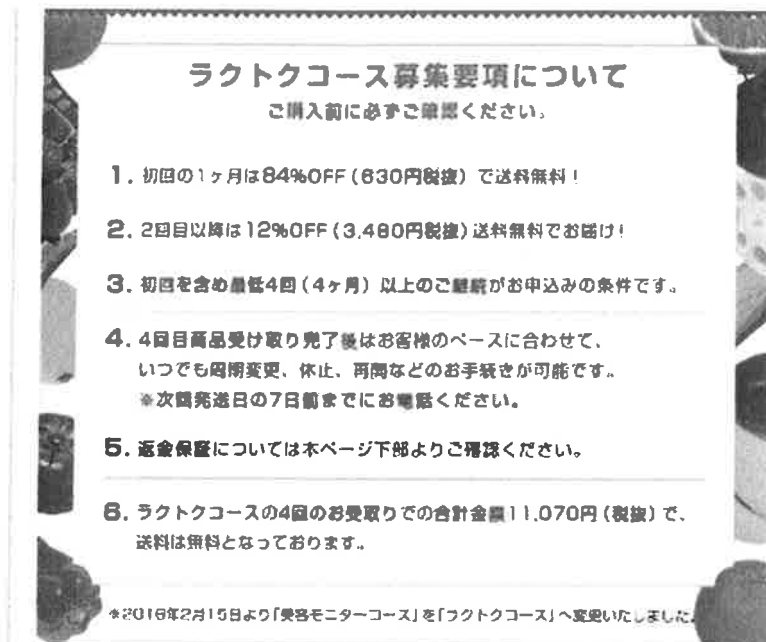 ラクトクコース募集要項について
ご購入前に必ずご確認ください。
1. 初回の1ヶ月は84%OFF(630円税抜)で送料無料!
2. 2回目以降は12%OFF(3,480円税抜)送料無料でお届け!
3. 初回を含め最低4回(4ヶ月)以上のご継続がお申込みの条件です。
4. 4回目商品受け取り完了後はお客様のペースに合わせて、
いつでも周期変更、休止、再開などのお手続きが可能です。
※次回発送日の7日前までにお電話ください。
5. 返金保証については本ページ下部よりご確認ください。
6. ラクトクコースの4回のお受取りでの合計金額11,070円(税抜)で、
送料は無料となっております。
※2016年2月15日より「美容モニターコース」を「ラクトクコース」へ変更いたしました。